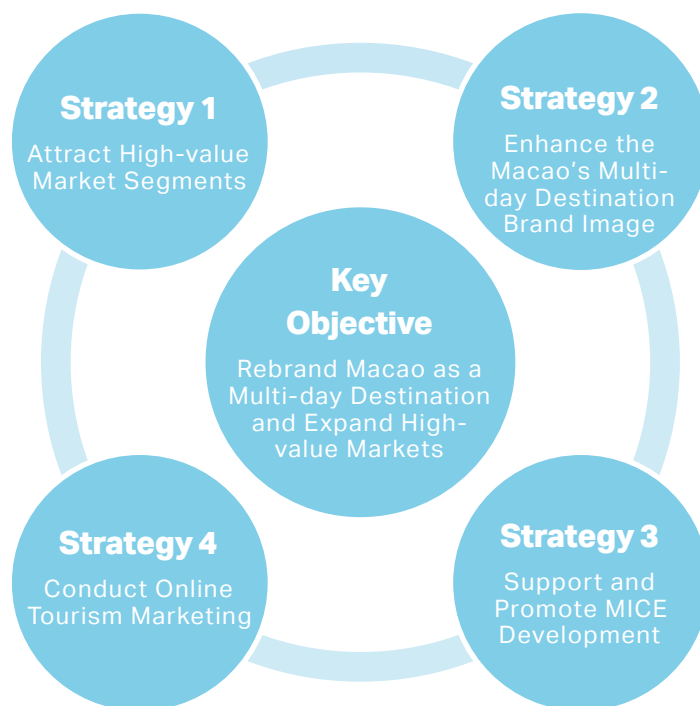 Strategy 1
Attract High-value
Market Segments
Strategy 2
Enhance the
Macao's Multi-
day Destination
Brand Image
Key
Objective
Rebrand Macao as a
Multi-day Destination
and Expand High-
value Markets
Strategy 4
Conduct Online
Tourism Marketing
Strategy 3
Support and
Promote MICE
Development